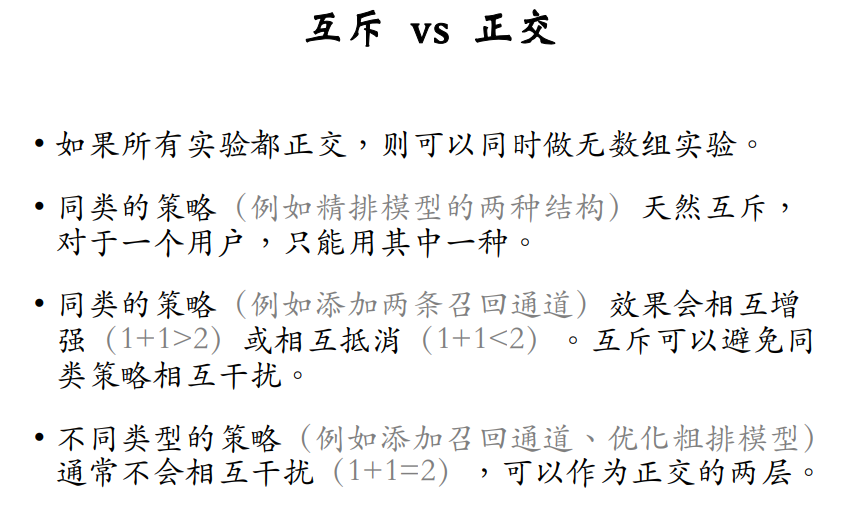 互斥 vs 正交
• 如果所有实验都正交，则可以同时做无数组实验。
• 同类的策略（例如精排模型的两种结构）天然互斥，
对于一个用户，只能用其中一种。
• 同类的策略（例如添加两条召回通道）效果会相互增
强（1+1>2）或相互抵消（1+1<2）。互斥可以避免同
类策略相互干扰。
• 不同类型的策略（例如添加召回通道、优化粗排模型）
通常不会相互干扰（1+1=2），可以作为正交的两层。